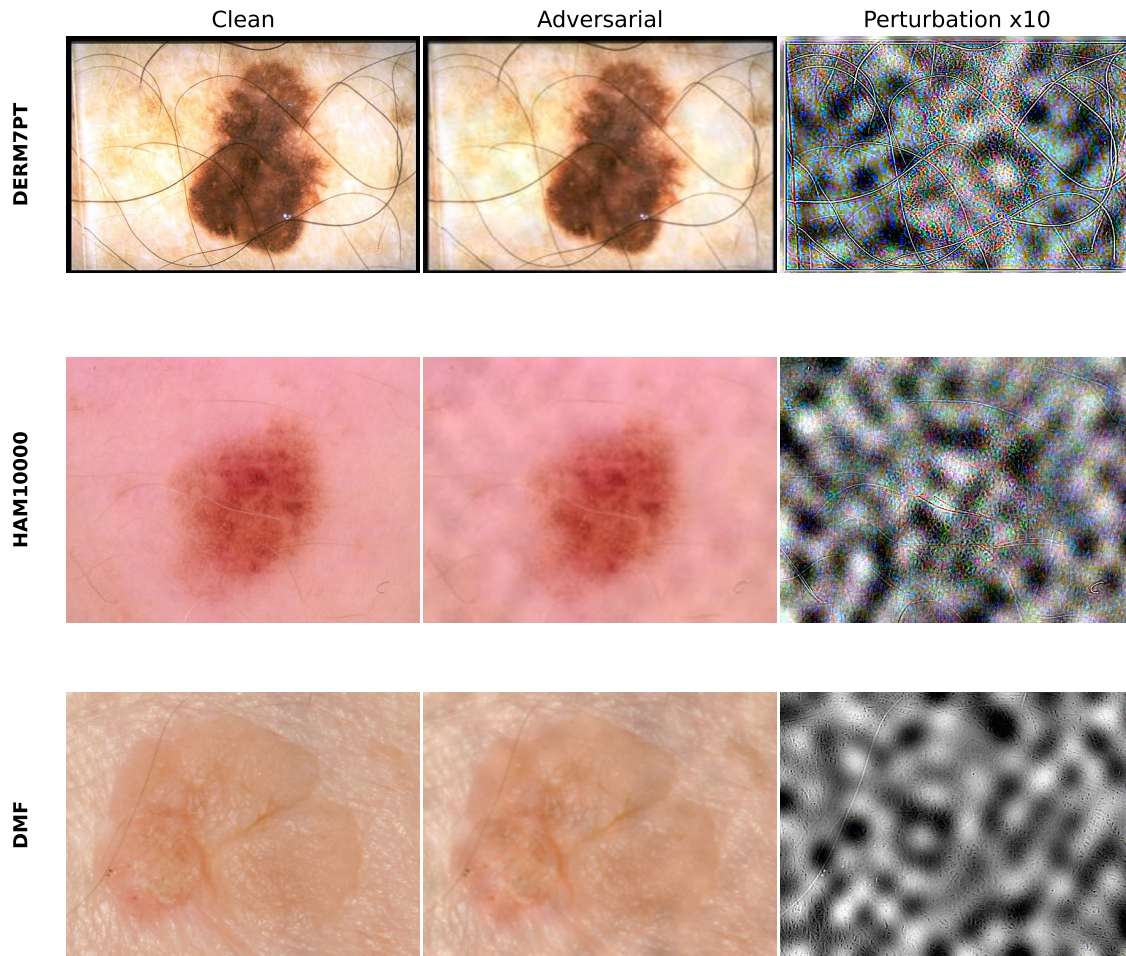 Clean
Adversarial
Perturbation x10
DERM7PT
HAM10000
DMF